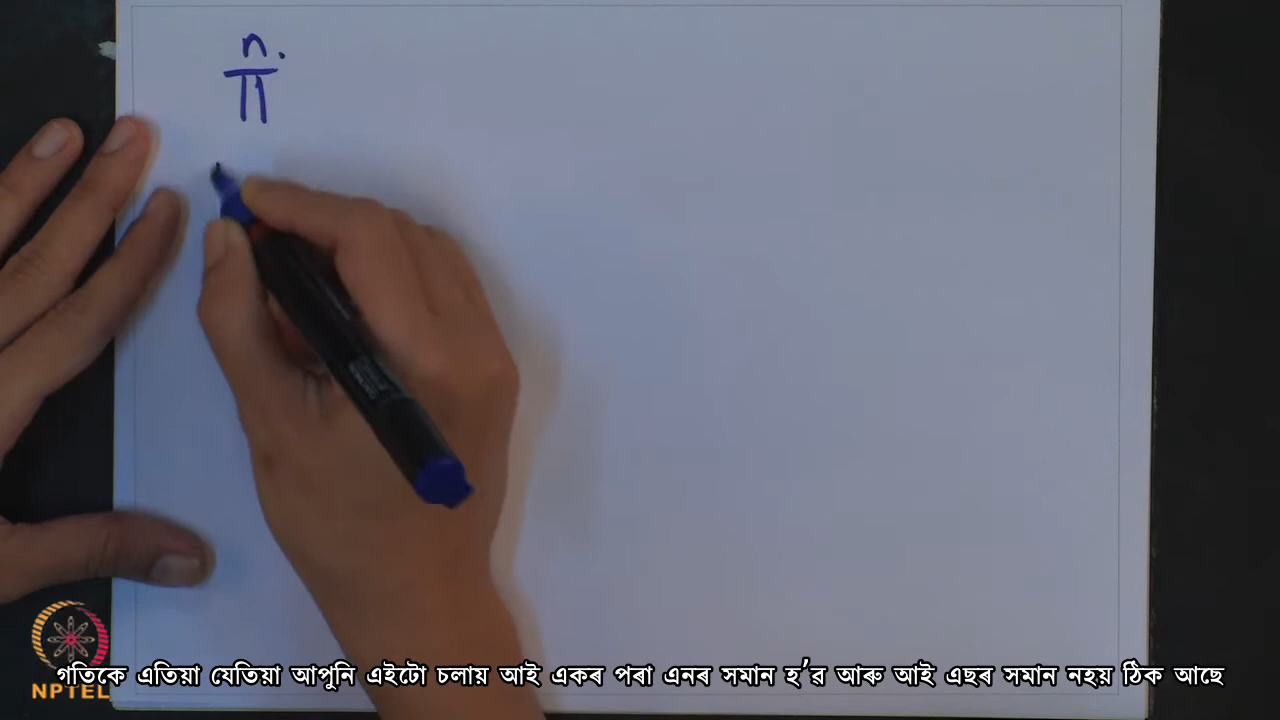 n.
∏
গতিকে এতিয়া যেতিয়া আপুনি এইটো চলায় আই একৰ পৰা এনৰ সমান হ’ৱ আৰু আই এছৰ সমান নহয় ঠিক আছে
NPTEL